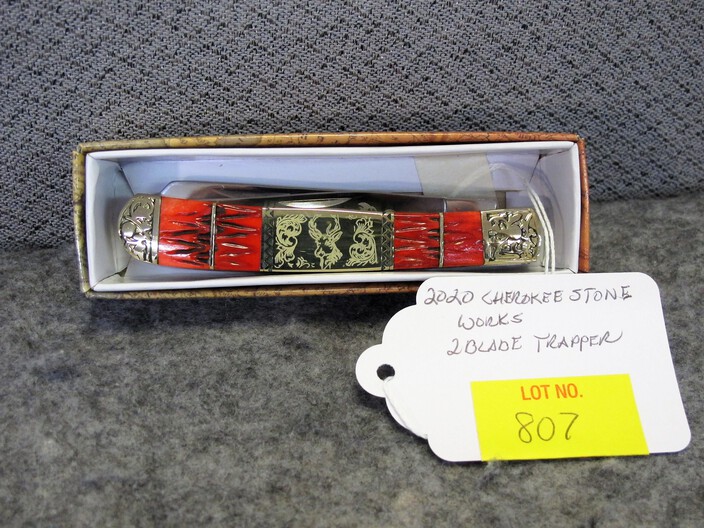 2020 CHEROKEE STONE
WORKS
2 BLADE TRAPPER
LOT NO.
807